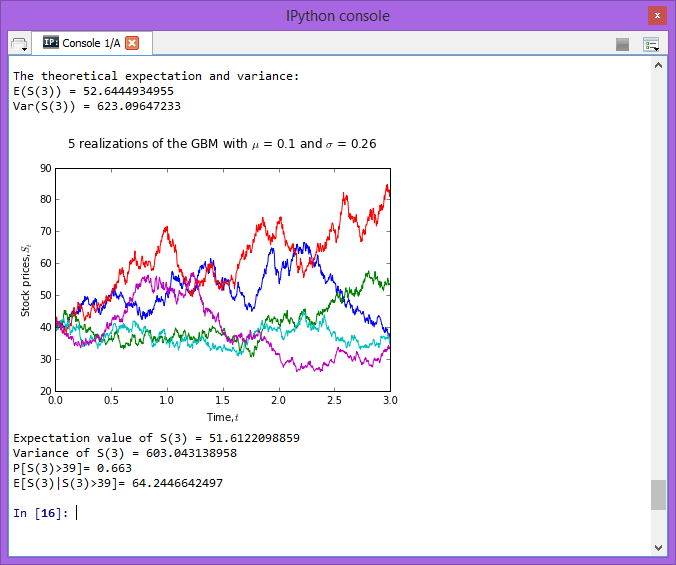 IPython console
x
IP: Console 1/A
The theoretical expectation and variance:
E(S(3)) = 52.6444934955
Var(S(3)) = 623.09647233
5 realizations of the GBM with μ = 0.1 and σ = 0.26
90
80
70
60
50
40
30
20
Stock prices, Sₜ
0.0 0.5 1.0 1.5 2.0 2.5 3.0
Time, t
Expectation value of S(3) = 51.6122098859
Variance of S(3) = 603.043138958
P[S(3)>39]= 0.663
E[S(3)|S(3)>39]= 64.2446642497
In [16]: